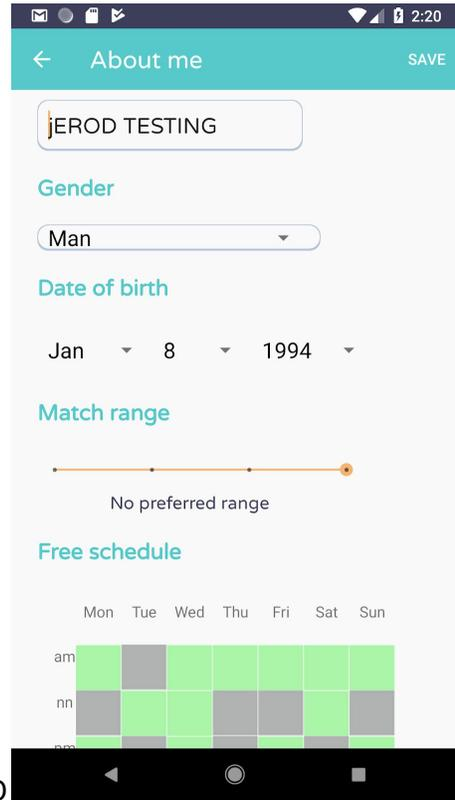 2:20
About me
SAVE
jEROD TESTING
Gender
Man
Date of birth
Jan 8 1994
Match range
No preferred range
Free schedule
Mon Tue Wed Thu Fri Sat Sun
am
nn